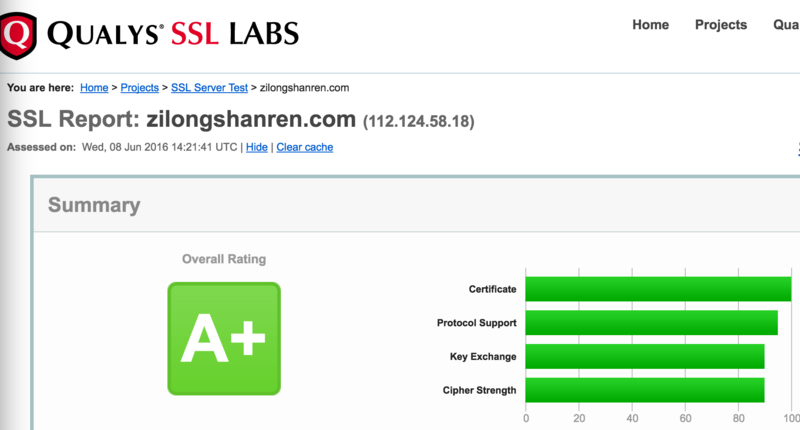 Q QUALYS® SSL LABS
Home Projects
You are here: Home > Projects > SSL Server Test > zilongshanren.com
SSL Report: zilongshanren.com (112.124.58.18)
Assessed on: Wed, 08 Jun 2016 14:21:41 UTC | Hide | Clear cache
Summary
Overall Rating
A+
Certificate
Protocol Support
Key Exchange
Cipher Strength
0 20 40 60 80 100